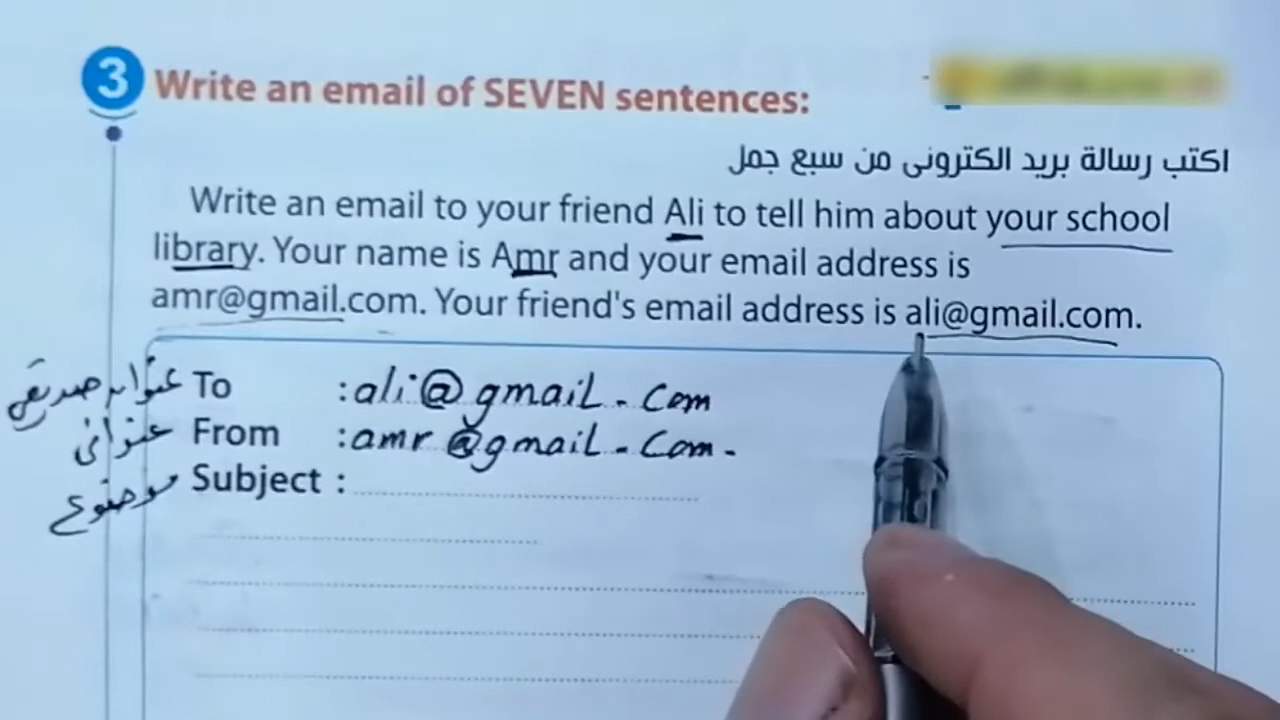 3 Write an email of SEVEN sentences:
اكتب رسالة بريد الكترونى من سبع جمل
Write an email to your friend Ali to tell him about your school
library. Your name is Amr and your email address is
amr@gmail.com. Your friend's email address is ali@gmail.com.
عنوان صديقى To : ali@gmail.com
عنوانى From : amr@gmail.com.
موضوع Subject :